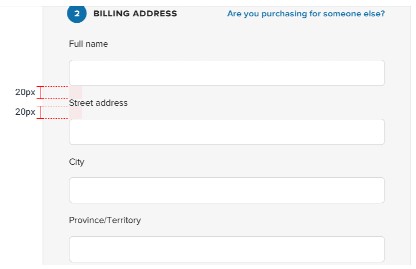 2 BILLING ADDRESS Are you purchasing for someone else?
Full name
20px
Street address
20px
City
Province/Territory